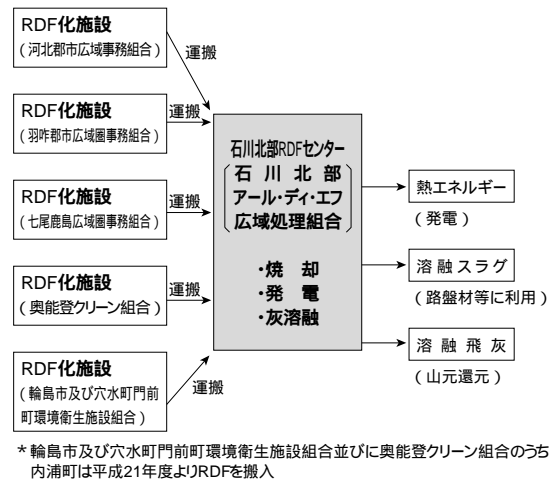 RDF化施設
（河北郡市広域事務組合）
運搬
RDF化施設
（羽咋郡市広域圏事務組合）
運搬
RDF化施設
（七尾鹿島広域圏事務組合）
運搬
RDF化施設
（奥能登クリーン組合）
運搬
RDF化施設
（輪島市及び穴水町門前
町環境衛生施設組合）
運搬
石川北部RDFセンター
石川北部
アール・ディ・エフ
広域処理組合
・焼却
・発電
・灰溶融
熱エネルギー
（発電）
溶融スラグ
（路盤材等に利用）
溶融飛灰
（山元還元）
＊輪島市及び穴水町門前町環境衛生施設組合並びに奥能登クリーン組合のうち
内浦町は平成21年度よりRDFを搬入